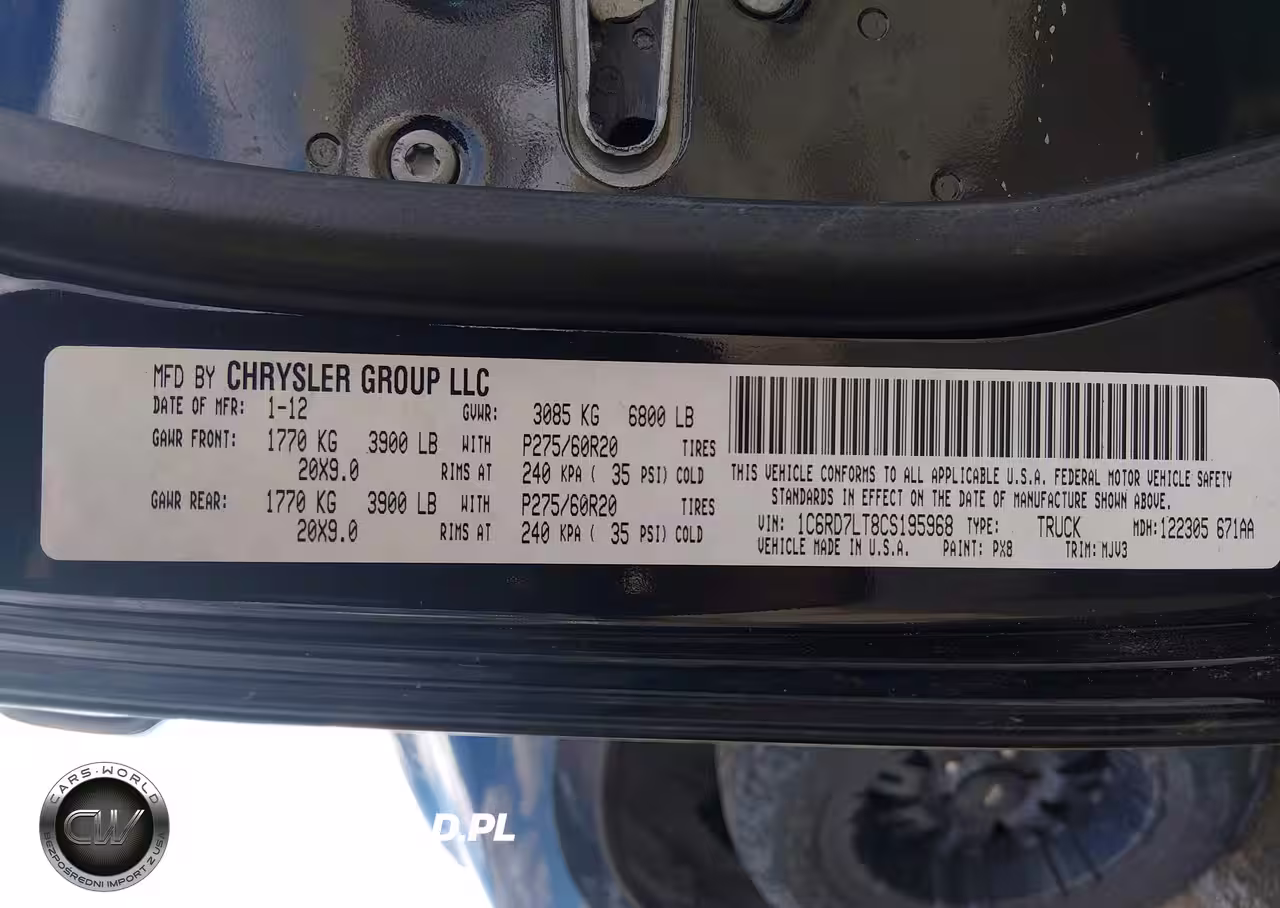 MFD BY CHRYSLER GROUP LLC
DATE OF MFR: 1-12 GVWR: 3085 KG 6800 LB
GAWR FRONT: 1770 KG 3900 LB WITH P275/60R20 TIRES
20X9.0 RIMS AT 240 KPA ( 35 PSI) COLD
GAWR REAR: 1770 KG 3900 LB WITH P275/60R20 TIRES
20X9.0 RIMS AT 240 KPA ( 35 PSI) COLD
THIS VEHICLE CONFORMS TO ALL APPLICABLE U.S.A. FEDERAL MOTOR VEHICLE SAFETY
STANDARDS IN EFFECT ON THE DATE OF MANUFACTURE SHOWN ABOVE.
VIN: 1C6RD7LT8CS195968 TYPE: TRUCK MDH: 122305 671AA
VEHICLE MADE IN U.S.A. PAINT: PX8 TRIM: MJV3
CARS-WORLD
CW
BEZPOŚREDNI IMPORT Z USA
D.PL